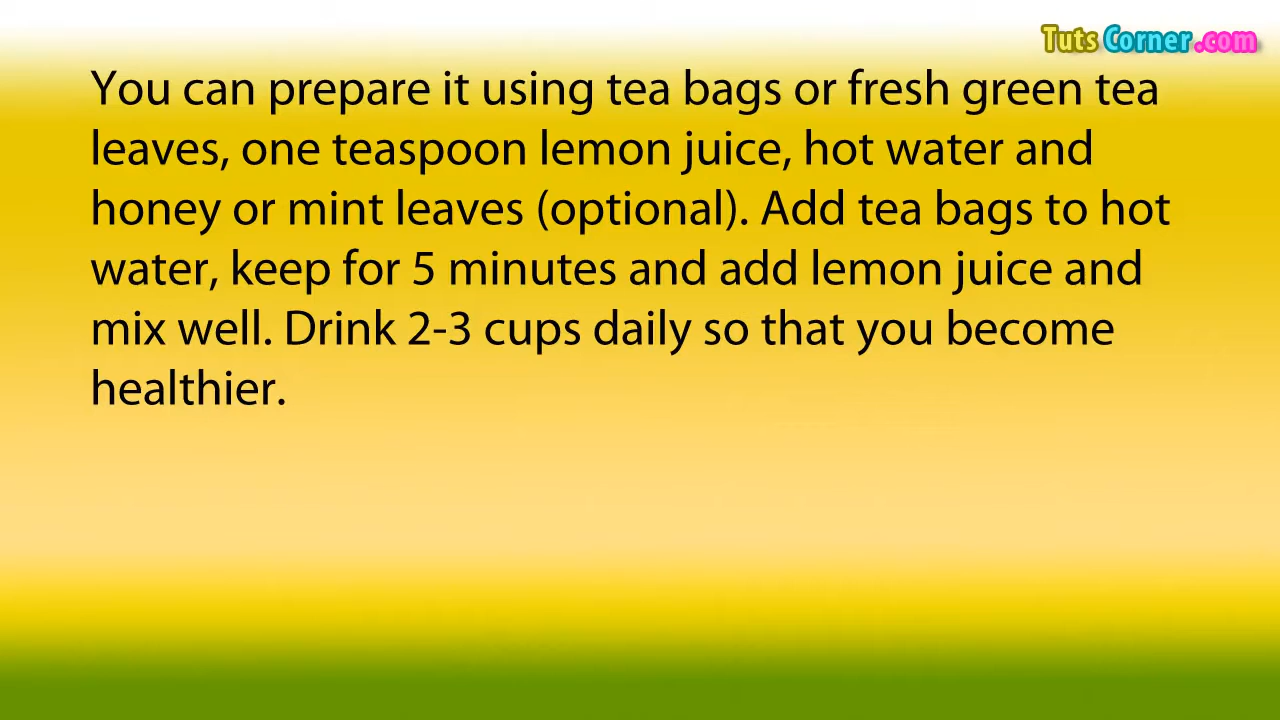 Tuts Corner.com
You can prepare it using tea bags or fresh green tea
leaves, one teaspoon lemon juice, hot water and
honey or mint leaves (optional). Add tea bags to hot
water, keep for 5 minutes and add lemon juice and
mix well. Drink 2-3 cups daily so that you become
healthier.